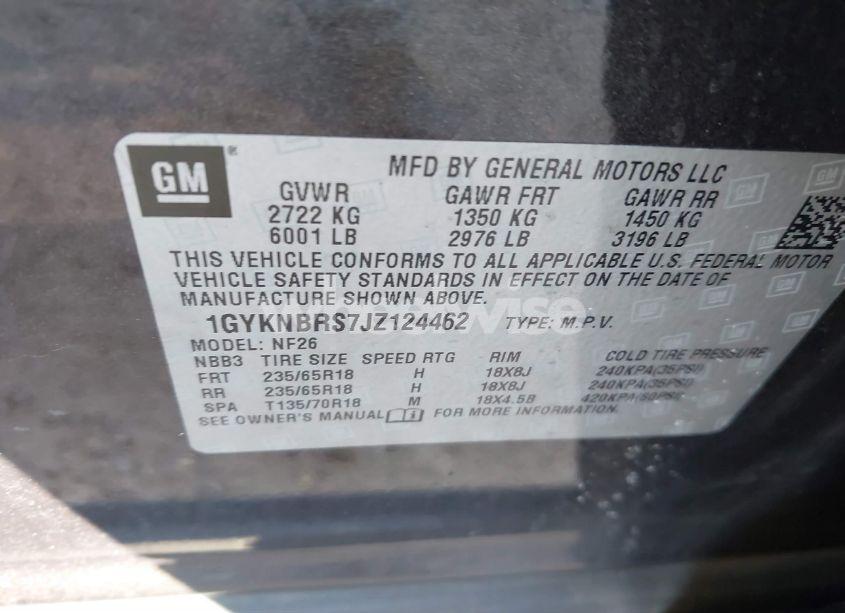 GM
MFD BY GENERAL MOTORS LLC
GVWR GAWR FRT GAWR RR
2722 KG 1350 KG 1450 KG
6001 LB 2976 LB 3196 LB
THIS VEHICLE CONFORMS TO ALL APPLICABLE U.S. FEDERAL MOTOR
VEHICLE SAFETY STANDARDS IN EFFECT ON THE DATE OF
MANUFACTURE SHOWN ABOVE.
1GYKNBRS7JZ124462 TYPE: M.P.V.
MODEL: NF26
NBB3 TIRE SIZE SPEED RTG RIM COLD TIRE PRESSURE
FRT 235/65R18 H 18X8J 240KPA(35PSI)
RR 235/65R18 H 18X8J 240KPA(35PSI)
SPA T135/70R18 M 18X4.5B 420KPA(60PSI)
SEE OWNER'S MANUAL FOR MORE INFORMATION.